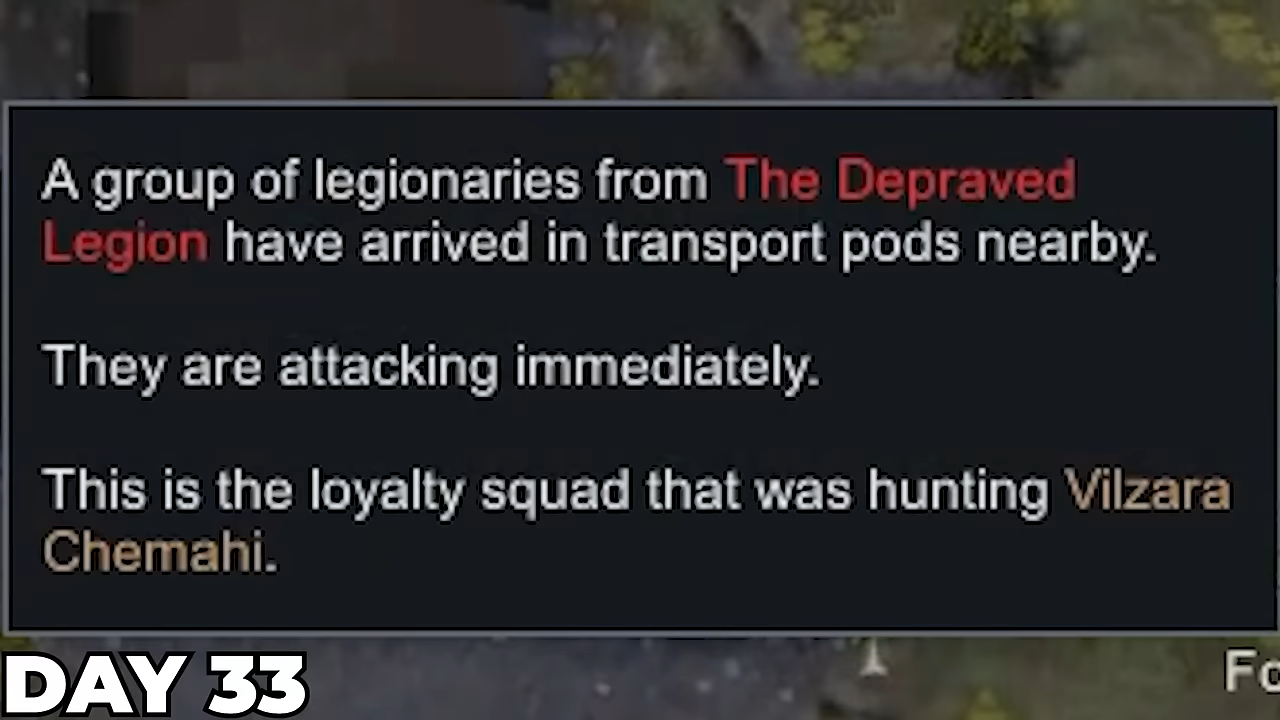 A group of legionaries from The Depraved
Legion have arrived in transport pods nearby.
They are attacking immediately.
This is the loyalty squad that was hunting Vilzara
Chemahi.
DAY 33
Fo